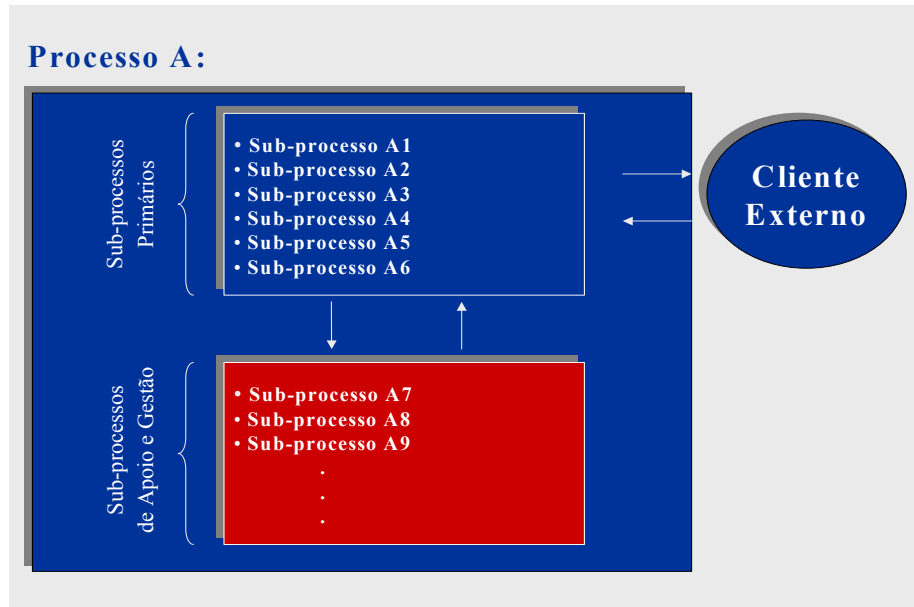 Processo A:
Sub-processos
Primários
• Sub-processo A1
• Sub-processo A2
• Sub-processo A3
• Sub-processo A4
• Sub-processo A5
• Sub-processo A6
Cliente
Externo
Sub-processos
de Apoio e Gestão
• Sub-processo A7
• Sub-processo A8
• Sub-processo A9
.
.
.